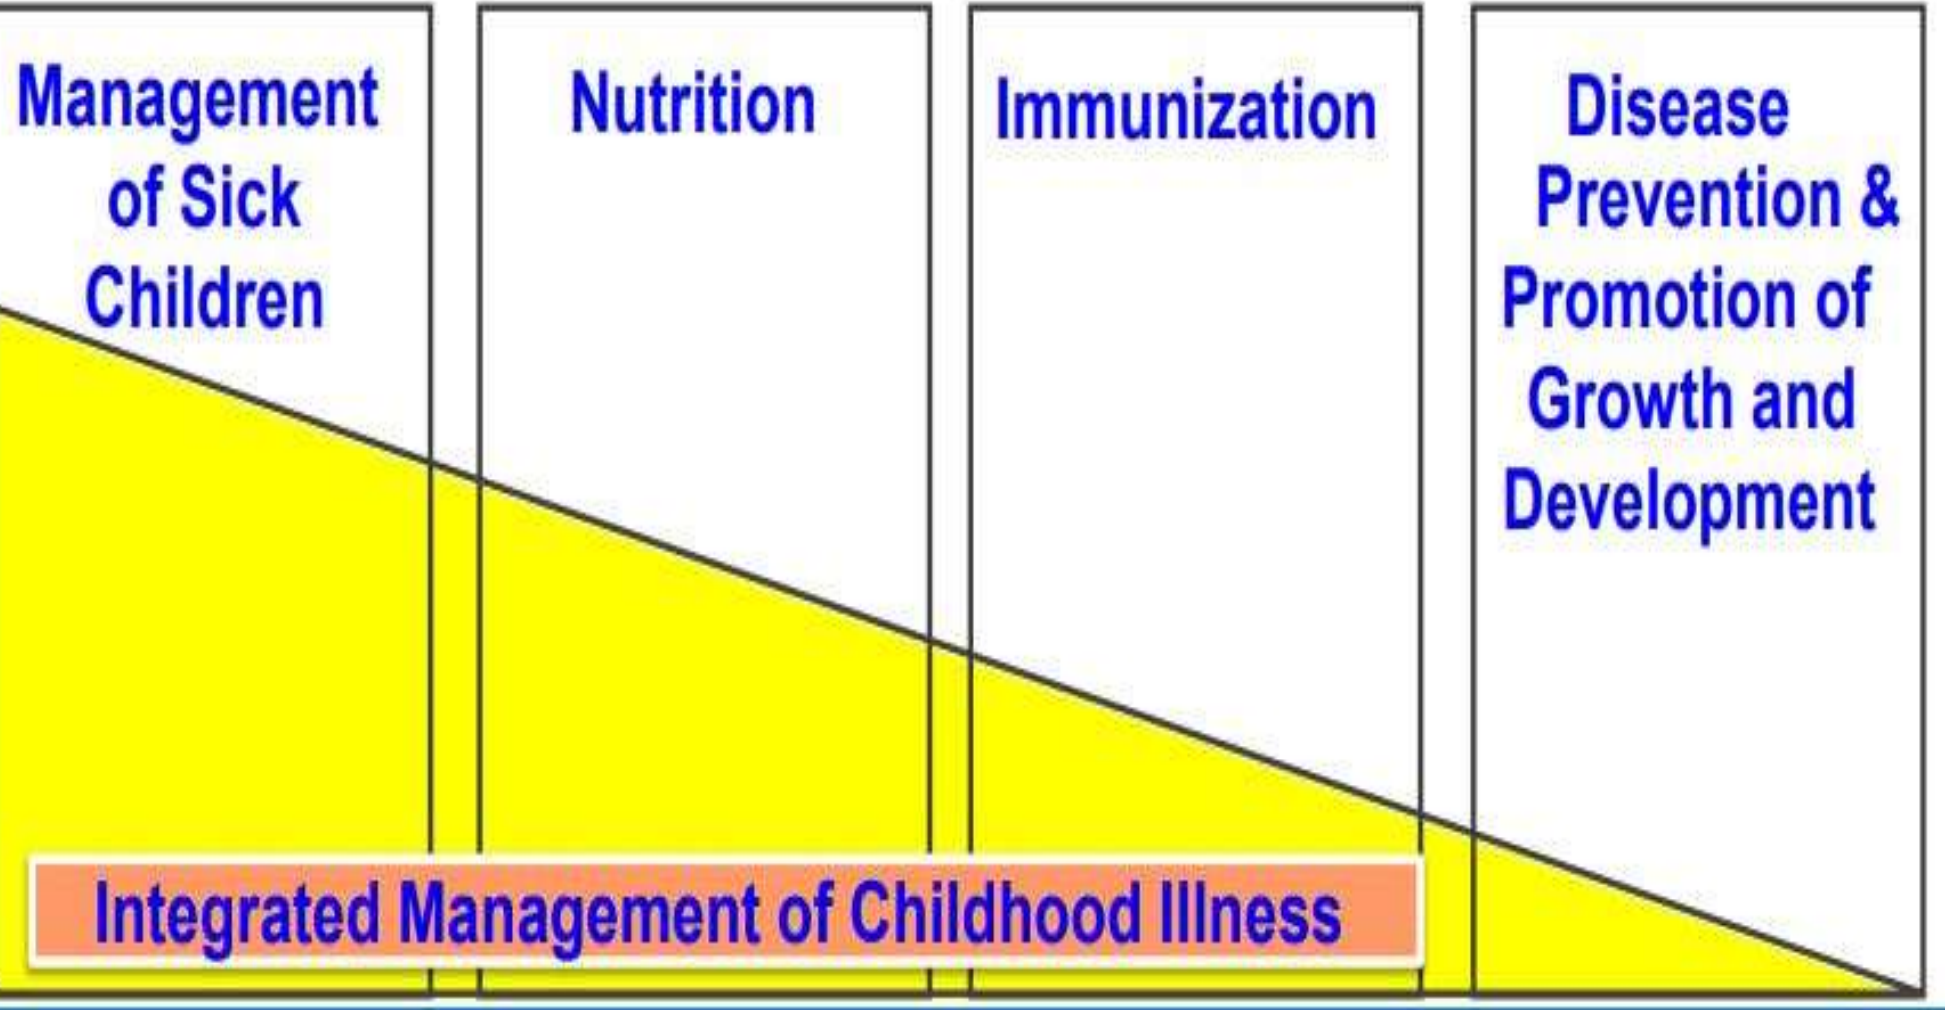 Management
of Sick
Children
Nutrition
Immunization
Disease
Prevention &
Promotion of
Growth and
Development
Integrated Management of Childhood Illness